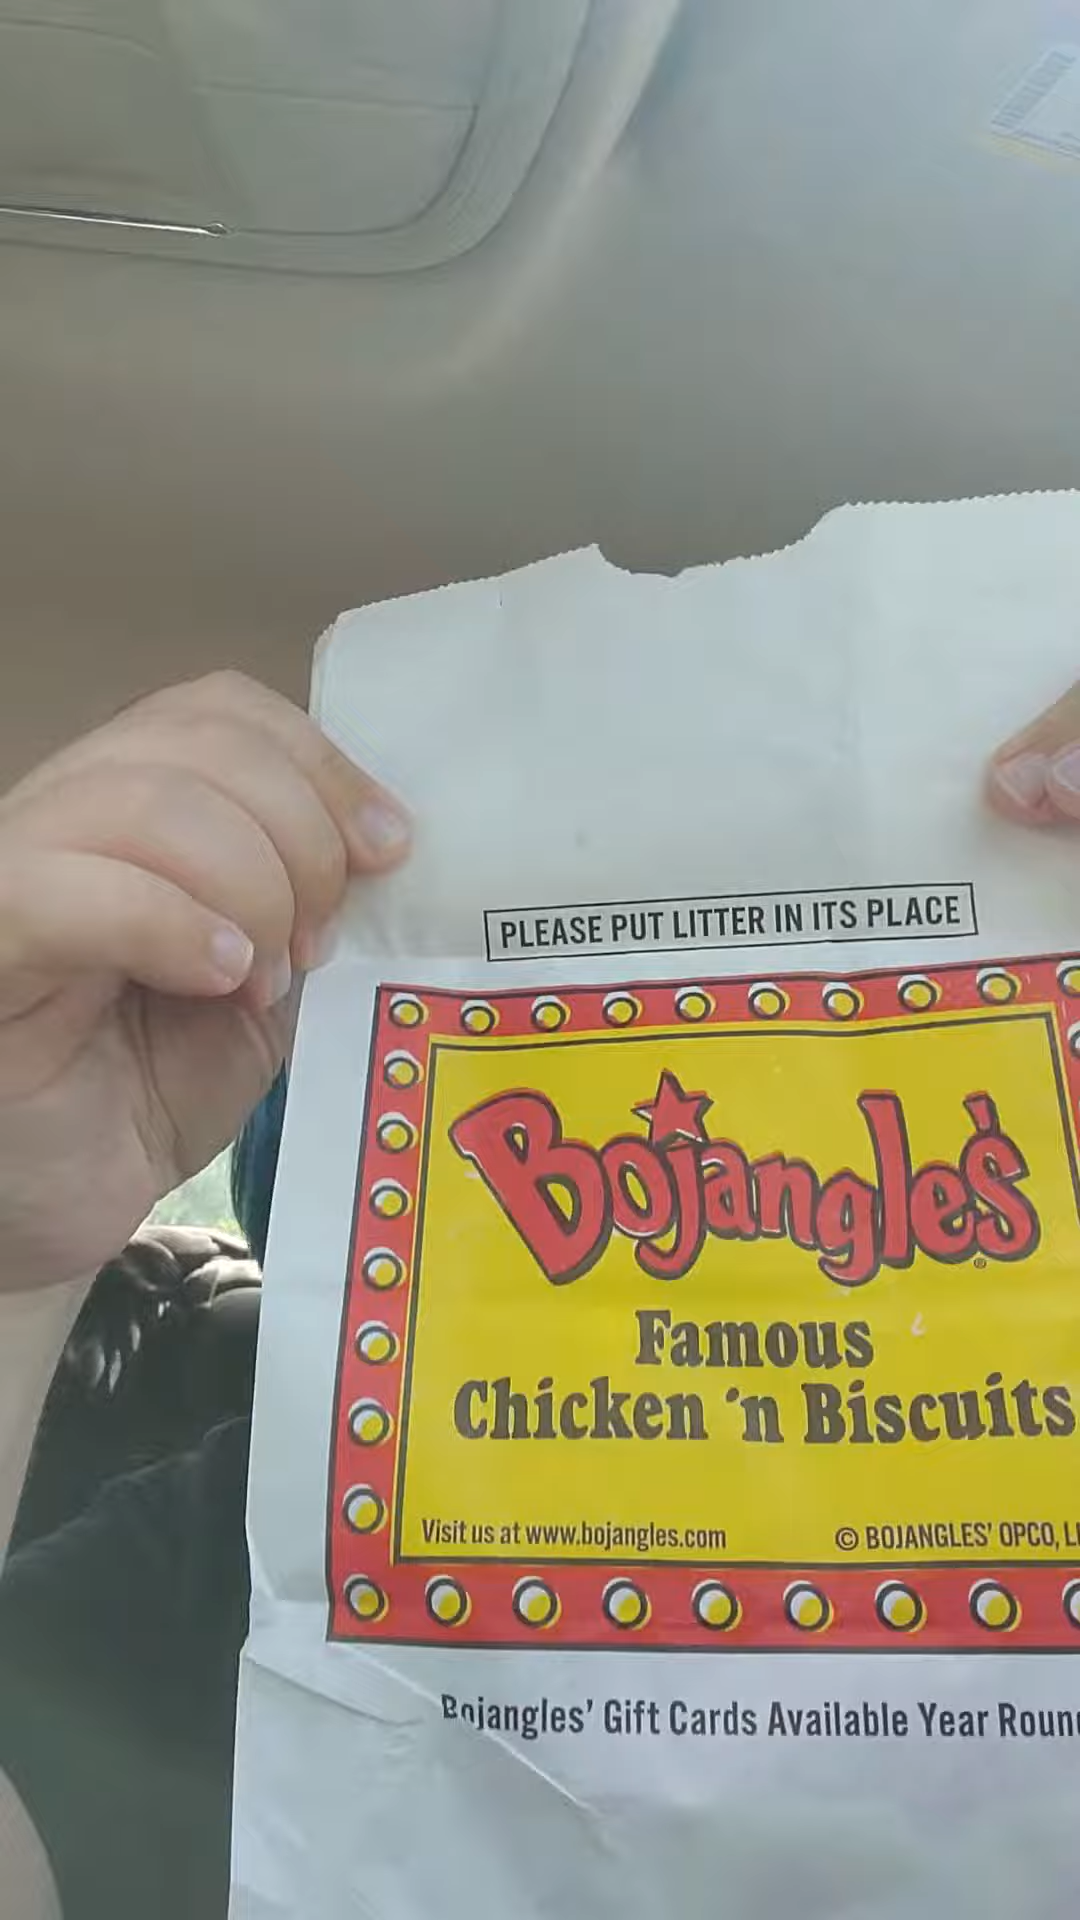 PLEASE PUT LITTER IN ITS PLACE
Bojangles'
Famous
Chicken 'n Biscuits
Visit us at www.bojangles.com
© BOJANGLES' OPCO,
Bojangles' Gift Cards Available Year